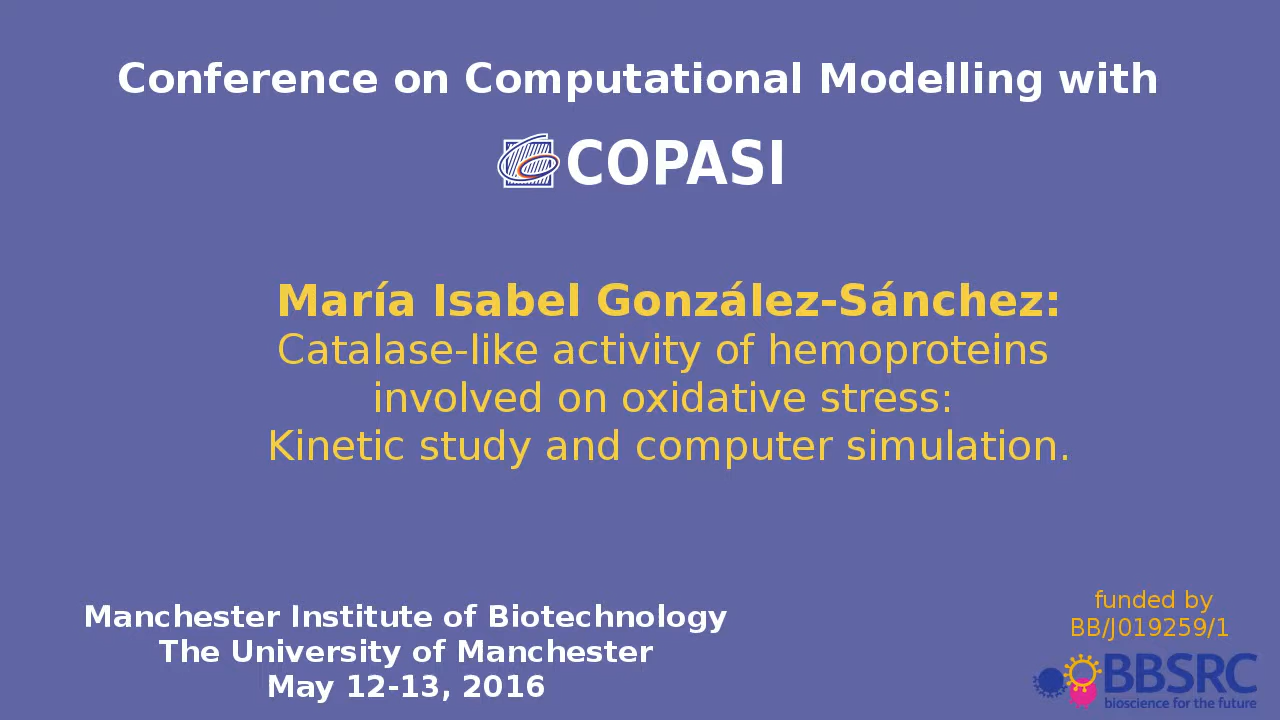 Conference on Computational Modelling with
COPASI
María Isabel González-Sánchez:
Catalase-like activity of hemoproteins
involved on oxidative stress:
Kinetic study and computer simulation.
Manchester Institute of Biotechnology
The University of Manchester
May 12-13, 2016
funded by
BB/J019259/1
BBSRC
bioscience for the future